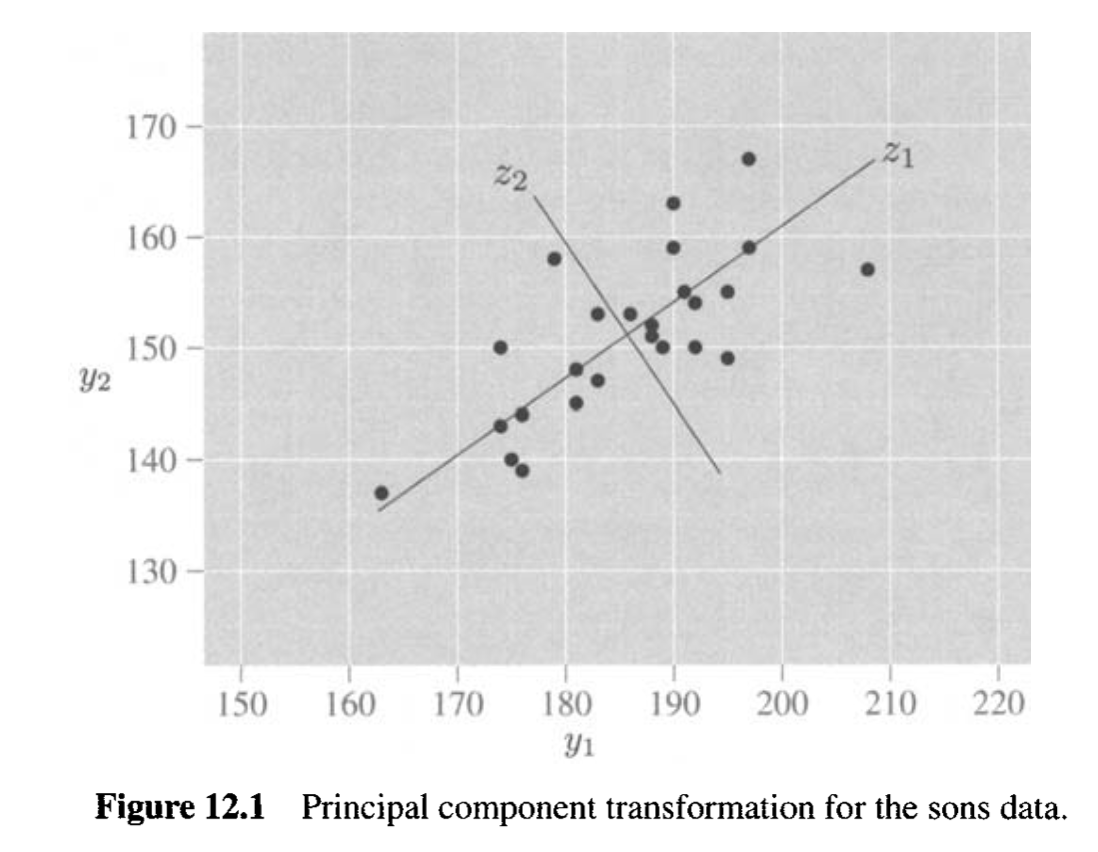 170
z1
z2
160
150
y2
140
130
150 160 170 180 190 200 210 220
y1
Figure 12.1 Principal component transformation for the sons data.